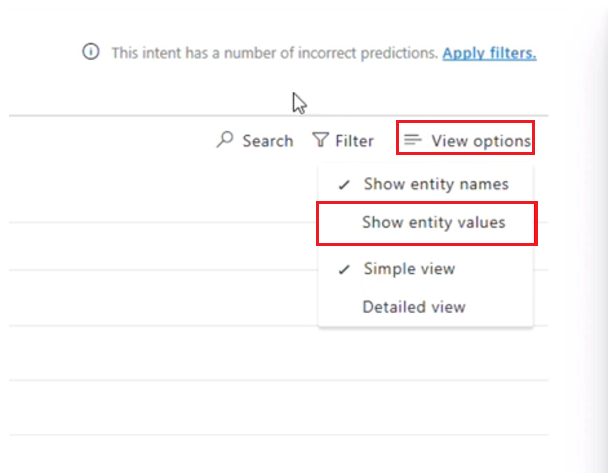 This intent has a number of incorrect predictions. Apply filters.
Search Filter View options
Show entity names
Show entity values
Simple view
Detailed view